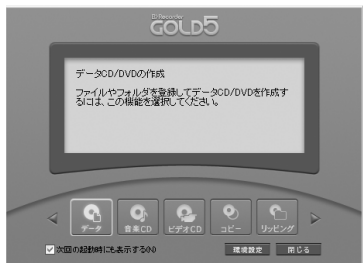 B's Recorder
GOLD5
データCD/DVDの作成
ファイルやフォルダを登録してデータCD/DVDを作成す
るには、この機能を選択してください。
データ
音楽CD
ビデオCD
コピー
リッピング
次回の起動時にも表示する(N)
環境設定
閉じる